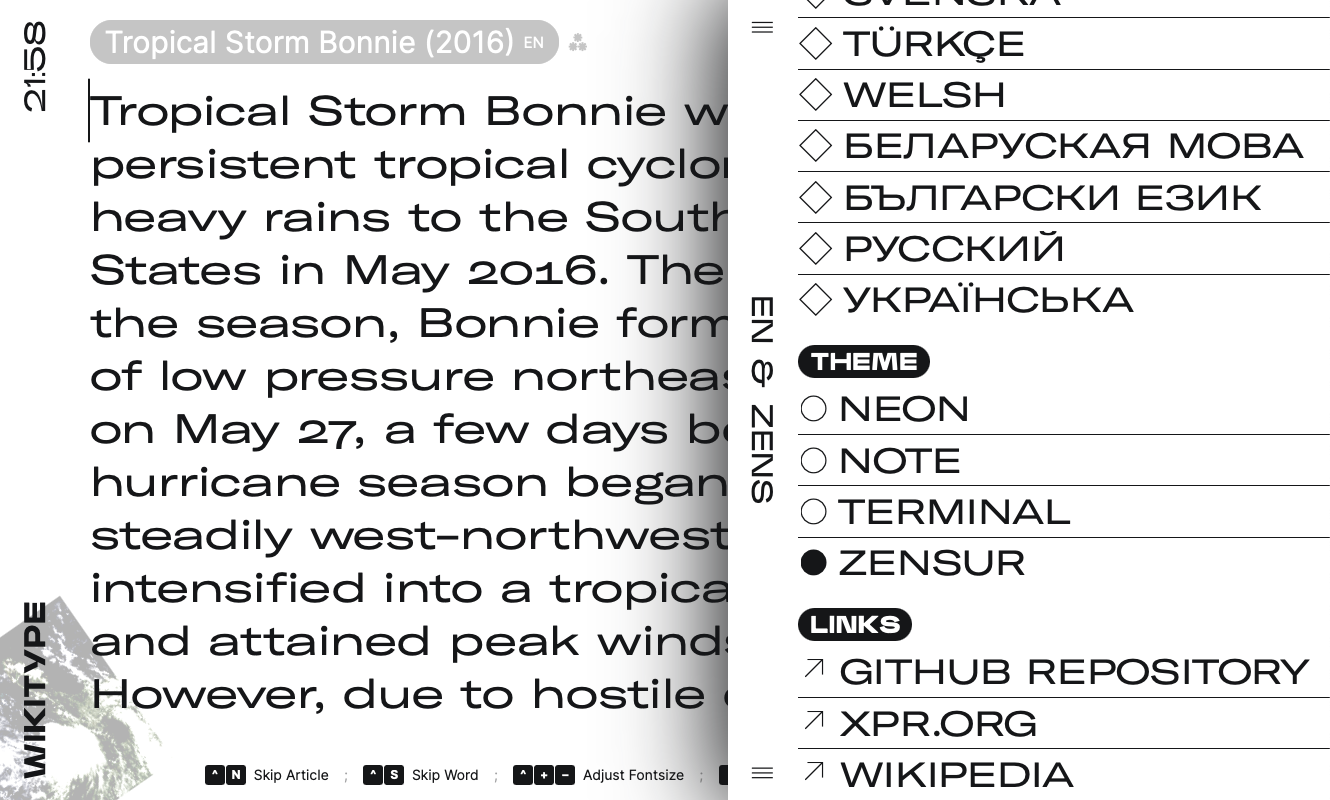 21:58
Tropical Storm Bonnie (2016) EN
Tropical Storm Bonnie w
persistent tropical cyclo
heavy rains to the South
States in May 2016. The
the season, Bonnie form
of low pressure northeas
on May 27, a few days b
hurricane season began
steadily west-northwest
intensified into a tropica
and attained peak winds
However, due to hostile
WIKITYPE
^ N Skip Article ; ^ S Skip Word ; ^ + − Adjust Fontsize ;
EN & ZENS
TÜRKÇE
WELSH
БЕЛАРУСКАЯ МОВА
БЪЛГАРСКИ ЕЗИК
РУССКИЙ
УКРАЇНСЬКА
THEME
NEON
NOTE
TERMINAL
ZENSUR
LINKS
GITHUB REPOSITORY
XPR.ORG
WIKIPEDIA